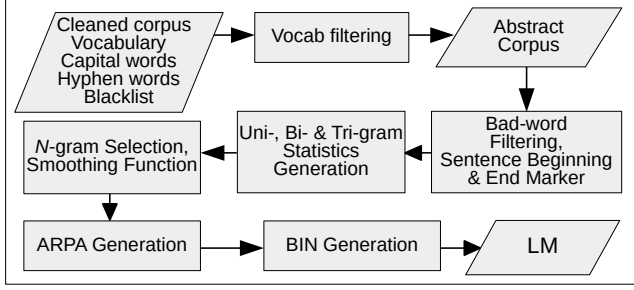 Cleaned corpus
Vocabulary
Capital words
Hyphen words
Blacklist
Vocab filtering
Abstract
Corpus
Bad-word
Filtering,
Sentence Beginning
& End Marker
Uni-, Bi- & Tri-gram
Statistics
Generation
N-gram Selection,
Smoothing Function
ARPA Generation
BIN Generation
LM